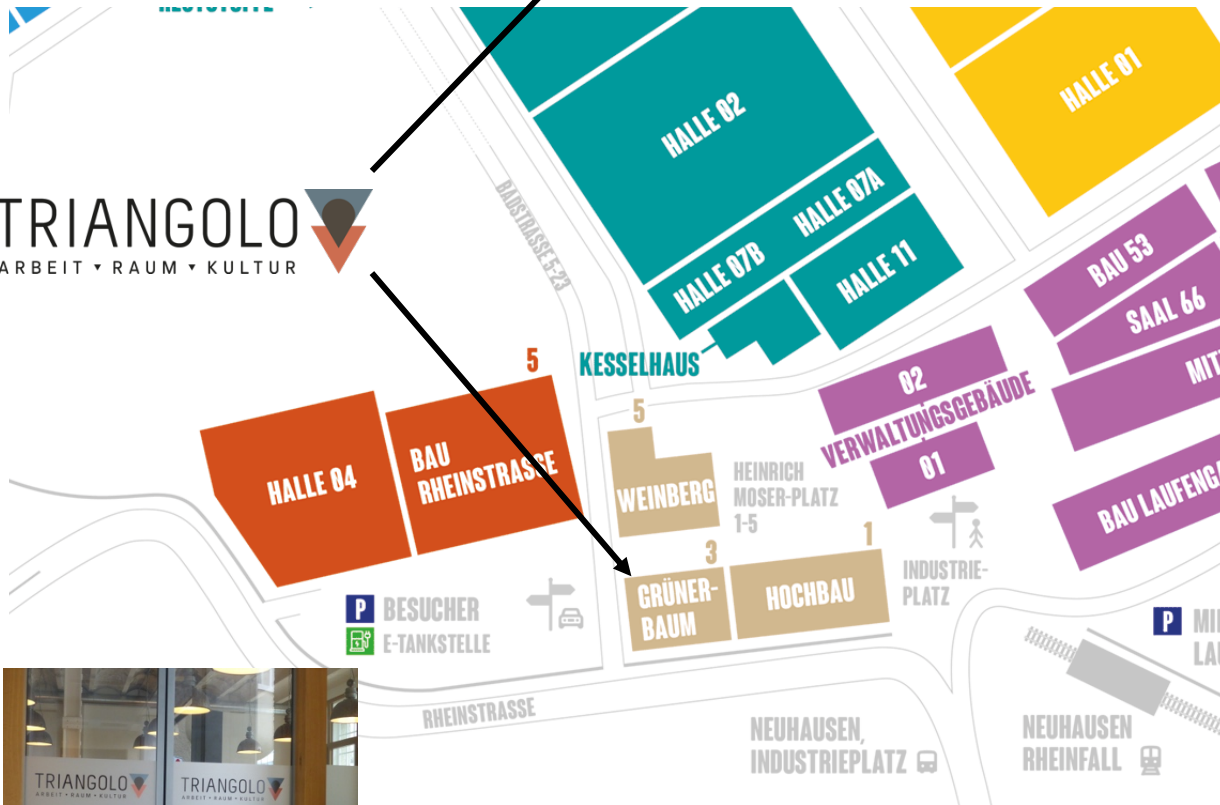 HALLE 02
HALLE 01
HALLE 07A
HALLE 07B
HALLE 11
BADSTRASSE 5-23
TRIANGOLO
ARBEIT ▾ RAUM ▾ KULTUR
KESSELHAUS
BAU 53
SAAL 66
02
VERWALTUNGSGEBÄUDE
01
BAU LAUFENG
5
HALLE 04
BAU
RHEINSTRASSE
5
WEINBERG
HEINRICH
MOSER-PLATZ
1-5
3
GRÜNER-
BAUM
1
HOCHBAU
INDUSTRIE-
PLATZ
P BESUCHER
E-TANKSTELLE
P
RHEINSTRASSE
NEUHAUSEN,
INDUSTRIEPLATZ
NEUHAUSEN
RHEINFALL
TRIANGOLO
ARBEIT ▾ RAUM ▾ KULTUR
TRIANGOLO
ARBEIT ▾ RAUM ▾ KULTUR